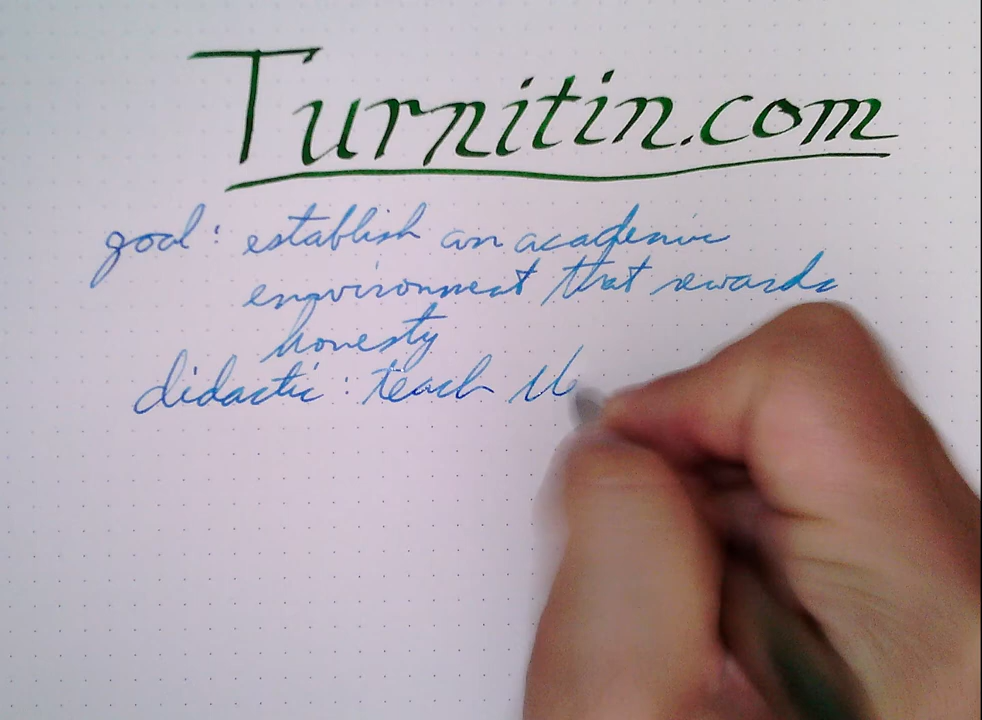 Turnitin.com
goal: establish an academic
environment that rewards
honesty
didactic: teach